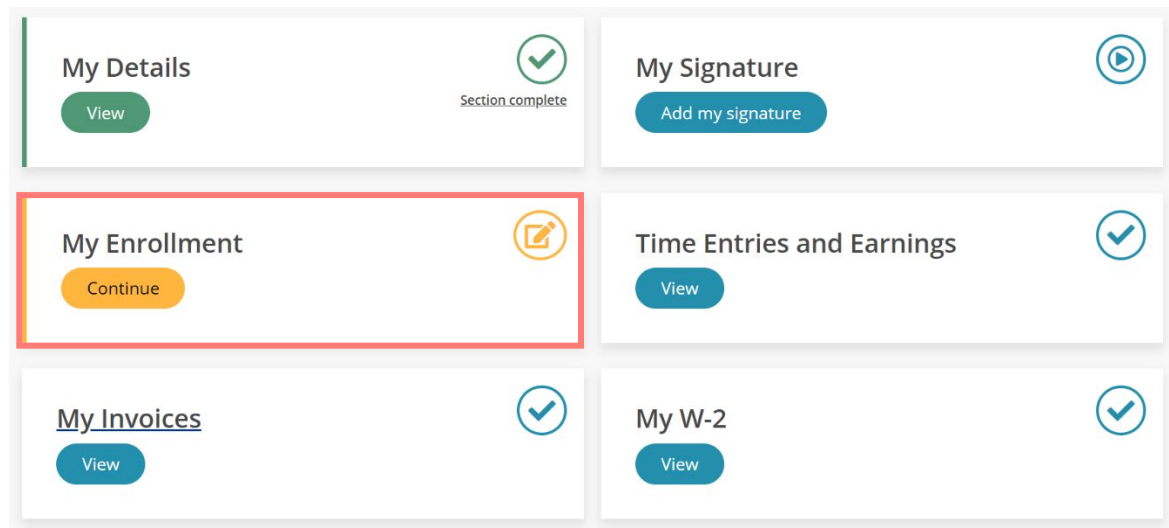 My Details
View
Section complete
My Signature
Add my signature
My Enrollment
Continue
Time Entries and Earnings
View
My Invoices
View
My W-2
View